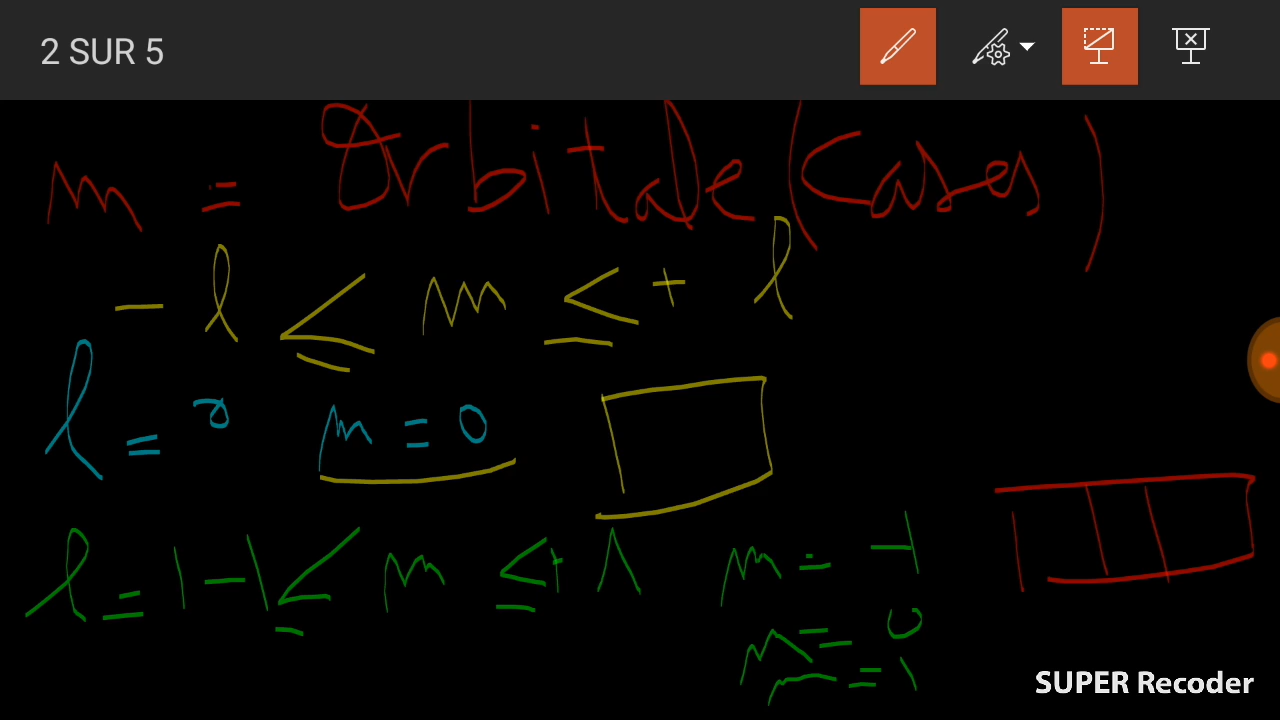 2 SUR 5
m = Orbitale (Cases)
- l ≤ m ≤ + l
l = 0 m = 0
l = 1 -1 ≤ m ≤ +1 m = -1
m = 0
m = 1
SUPER Recoder